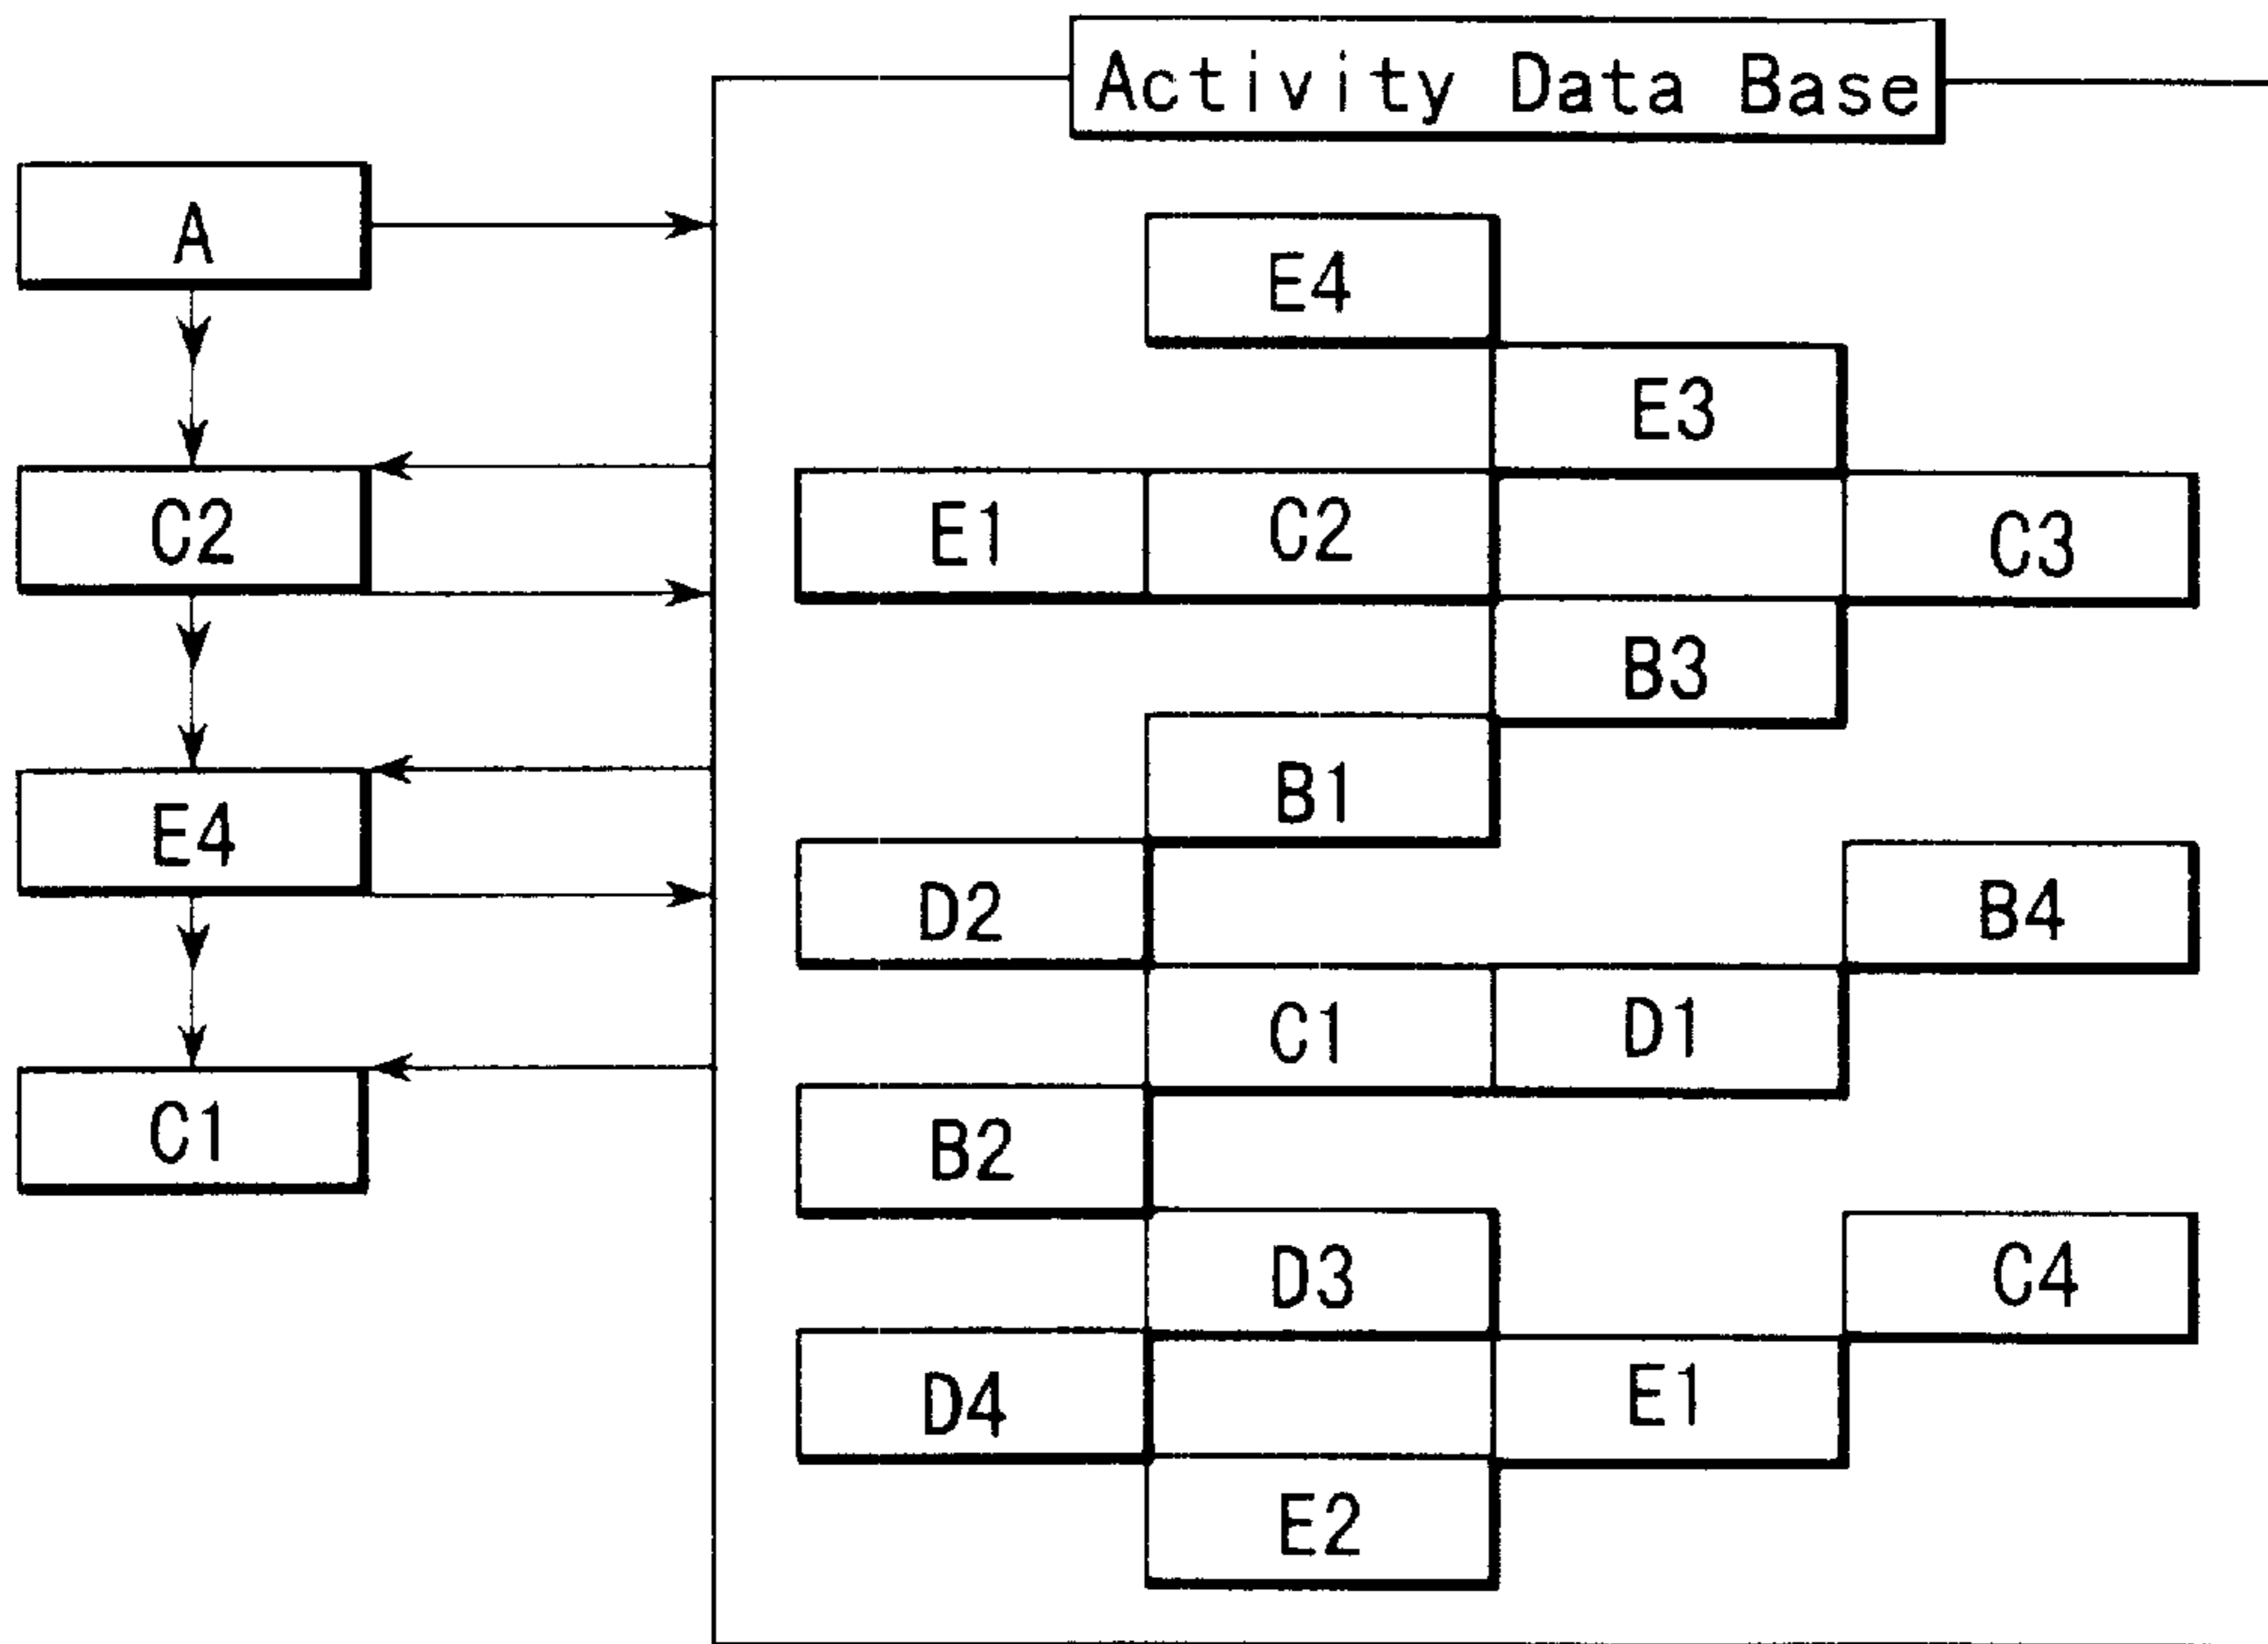 Activity Data Base
A
C2
E4
C1
E4
E3
E1 C2 C3
B3
B1
D2 B4
C1 D1
B2
D3 C4
D4 E1
E2